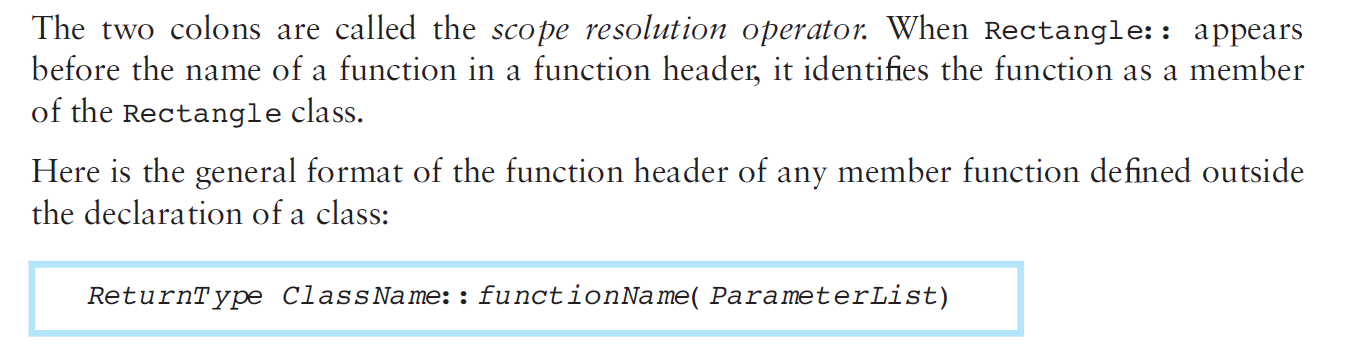 The two colons are called the scope resolution operator. When Rectangle:: appears
before the name of a function in a function header, it identifies the function as a member
of the Rectangle class.
Here is the general format of the function header of any member function defined outside
the declaration of a class:
ReturnType ClassName::functionName(ParameterList)